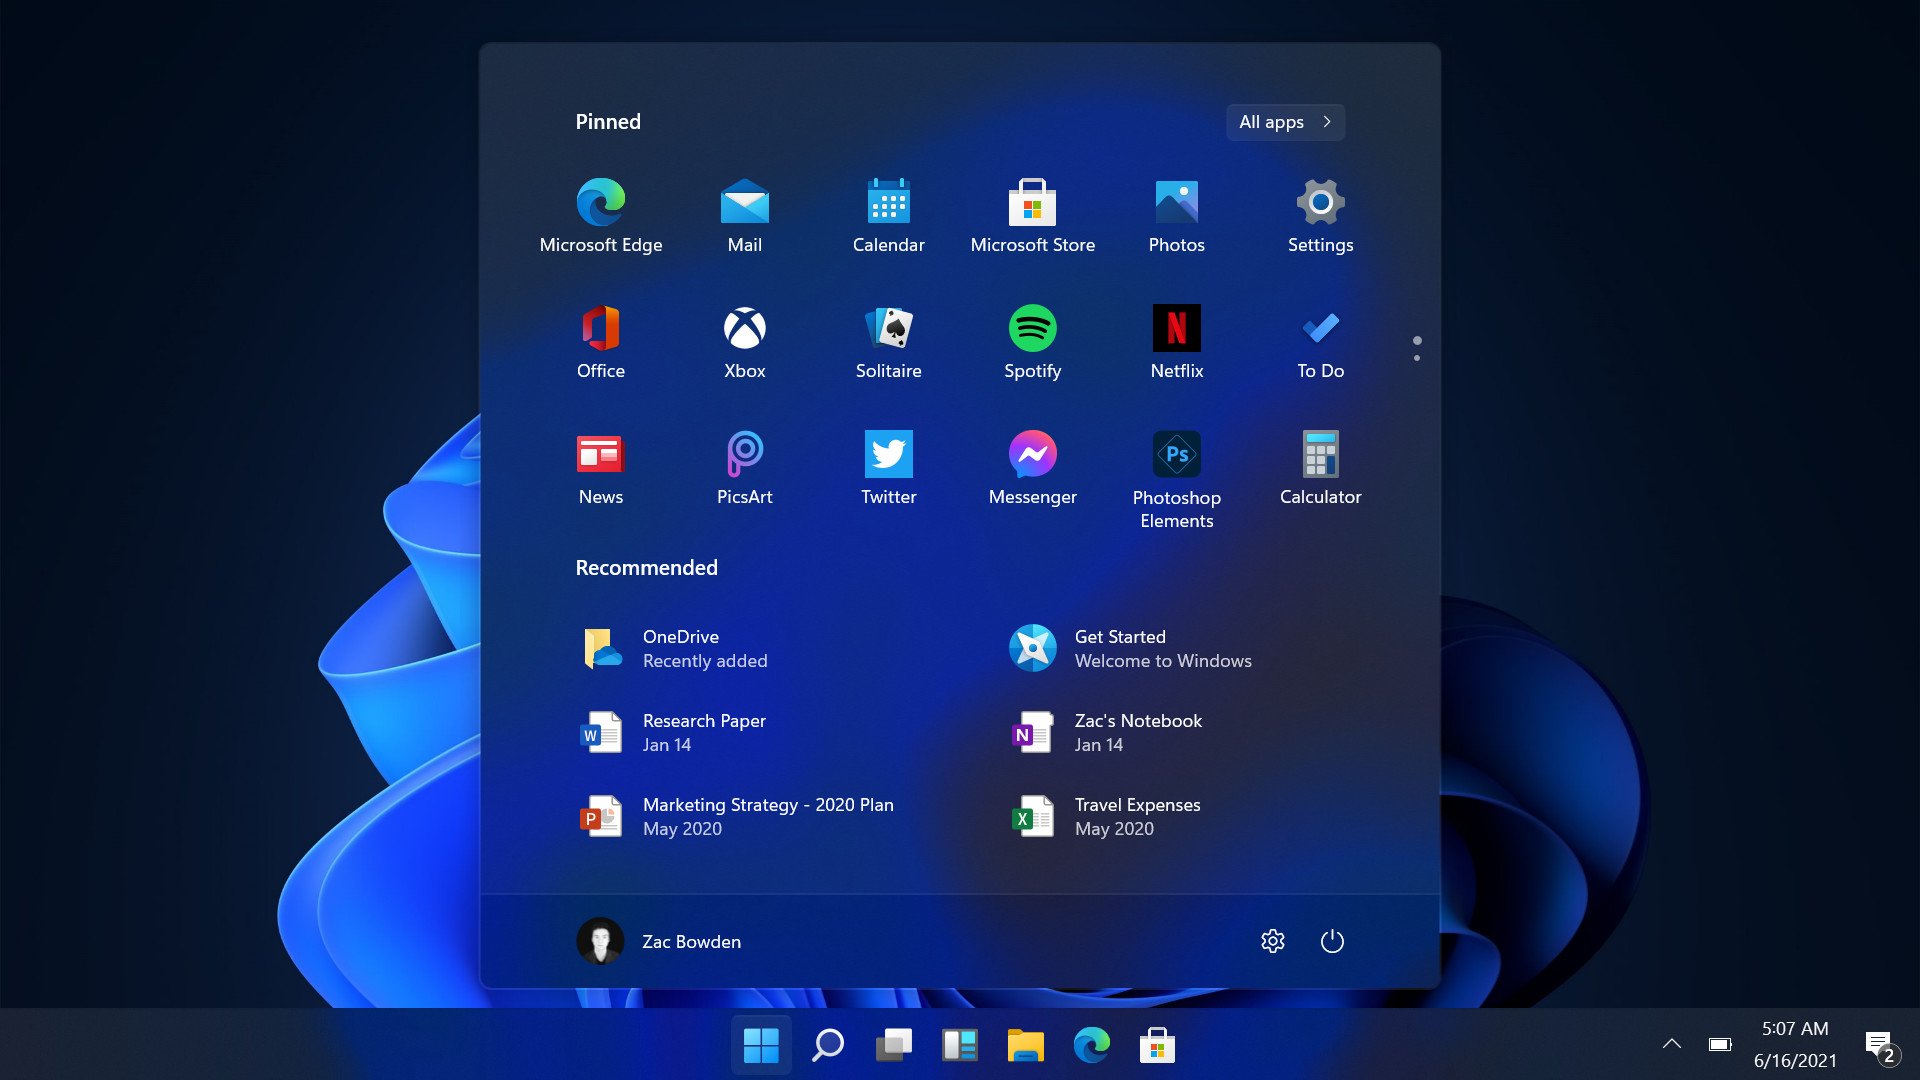 Pinned
All apps
Microsoft Edge
Mail
Calendar
Microsoft Store
Photos
Settings
Office
Xbox
Solitaire
Spotify
Netflix
To Do
News
PicsArt
Twitter
Messenger
Ps
Photoshop
Elements
Calculator
Recommended
OneDrive
Recently added
Get Started
Welcome to Windows
W
Research Paper
Jan 14
N
Zac's Notebook
Jan 14
P
Marketing Strategy - 2020 Plan
May 2020
X
Travel Expenses
May 2020
Zac Bowden
5:07 AM
6/16/2021
2